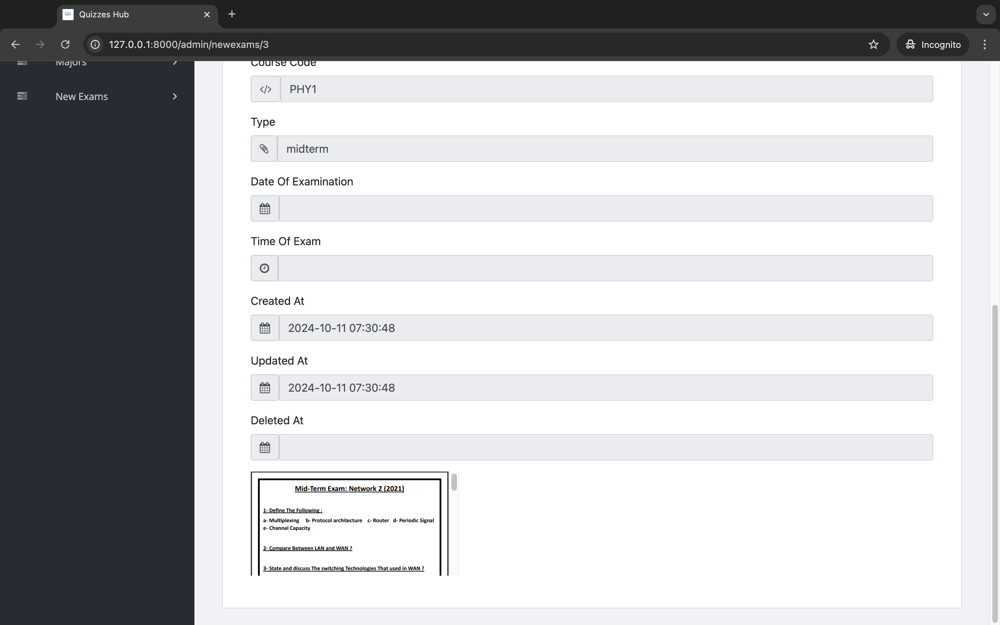 Quizzes Hub
127.0.0.1:8000/admin/newexams/3
Incognito
Majors
New Exams
Course Code
PHY1
Type
midterm
Date Of Examination
Time Of Exam
Created At
2024-10-11 07:30:48
Updated At
2024-10-11 07:30:48
Deleted At
Mid-Term Exam: Network 2 (2021)
1- Define The Following :
a- Multiplexing b- Protocol architecture c- Router d- Periodic Signal
e- Channal Capacity
2- Compare Between LAN and WAN ?
3- State and discuss The switching Technologies That used in WAN ?